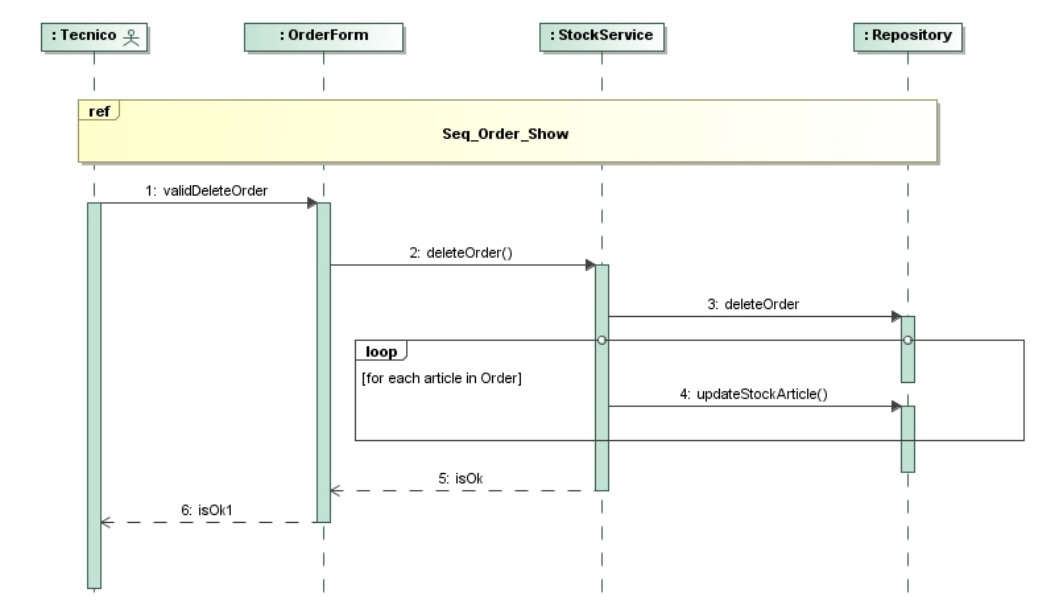 : Tecnico
: OrderForm
: StockService
: Repository
ref
Seq_Order_Show
1: validDeleteOrder
2: deleteOrder()
3: deleteOrder
loop
[for each article in Order]
4: updateStockArticle()
5: isOk
6: isOk1